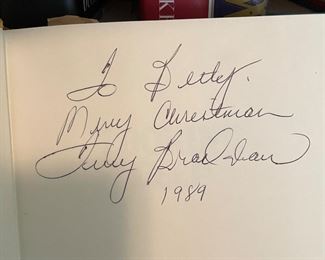 To Betty.
Merry Christmas
Terry Bradshaw
1989